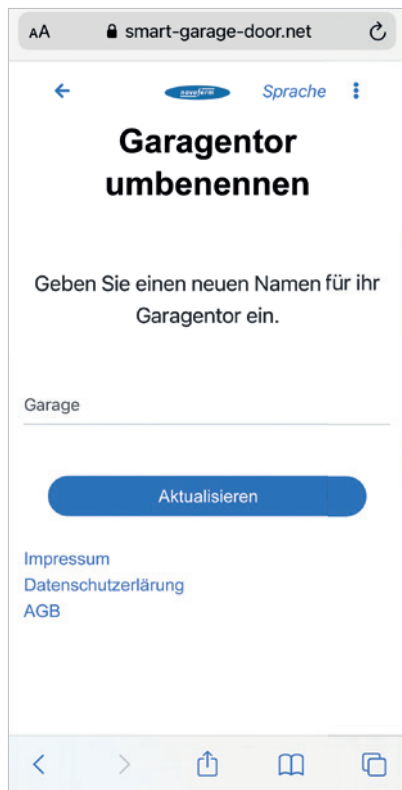 AA smart-garage-door.net
novoferm Sprache
Garagentor
umbenennen
Geben Sie einen neuen Namen für ihr
Garagentor ein.
Garage
Aktualisieren
Impressum
Datenschutzerlärung
AGB